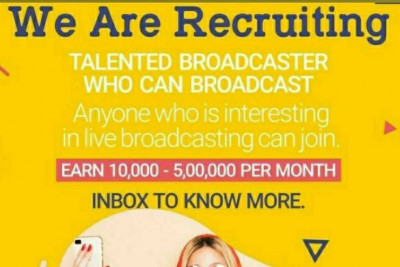 We Are Recruiting
TALENTED BROADCASTER
WHO CAN BROADCAST
Anyone who is interesting
in live broadcasting can join.
EARN 10,000 - 5,00,000 PER MONTH
INBOX TO KNOW MORE.